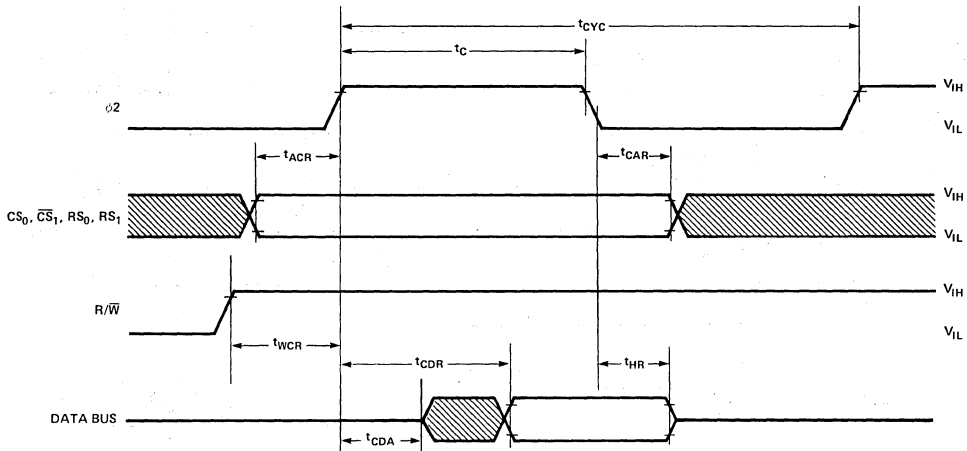 tCYC
tC
φ2
VIH
VIL
tACR
tCAR
CS0, C̅S̅1̅, RS0, RS1
VIH
VIL
R/W̅
VIH
VIL
tWCR
tCDR
tHR
DATA BUS
tCDA